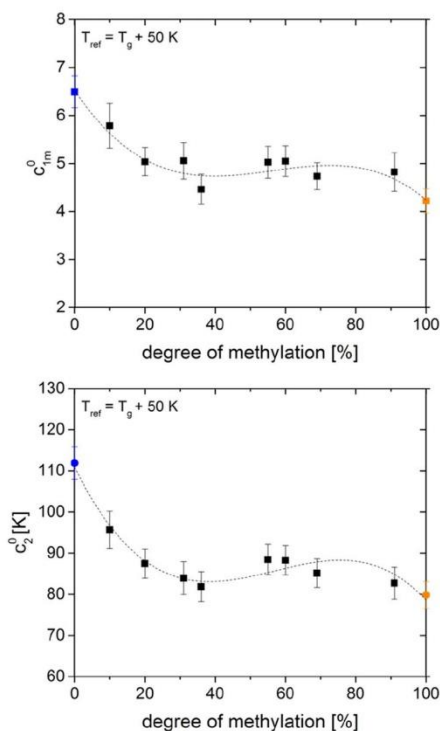 T_ref = T_g + 50 K
8
7
6
5
4
3
2
c⁰_1m
0 20 40 60 80 100
degree of methylation [%]
T_ref = T_g + 50 K
130
120
110
100
90
80
70
60
c⁰_2 [K]
0 20 40 60 80 100
degree of methylation [%]